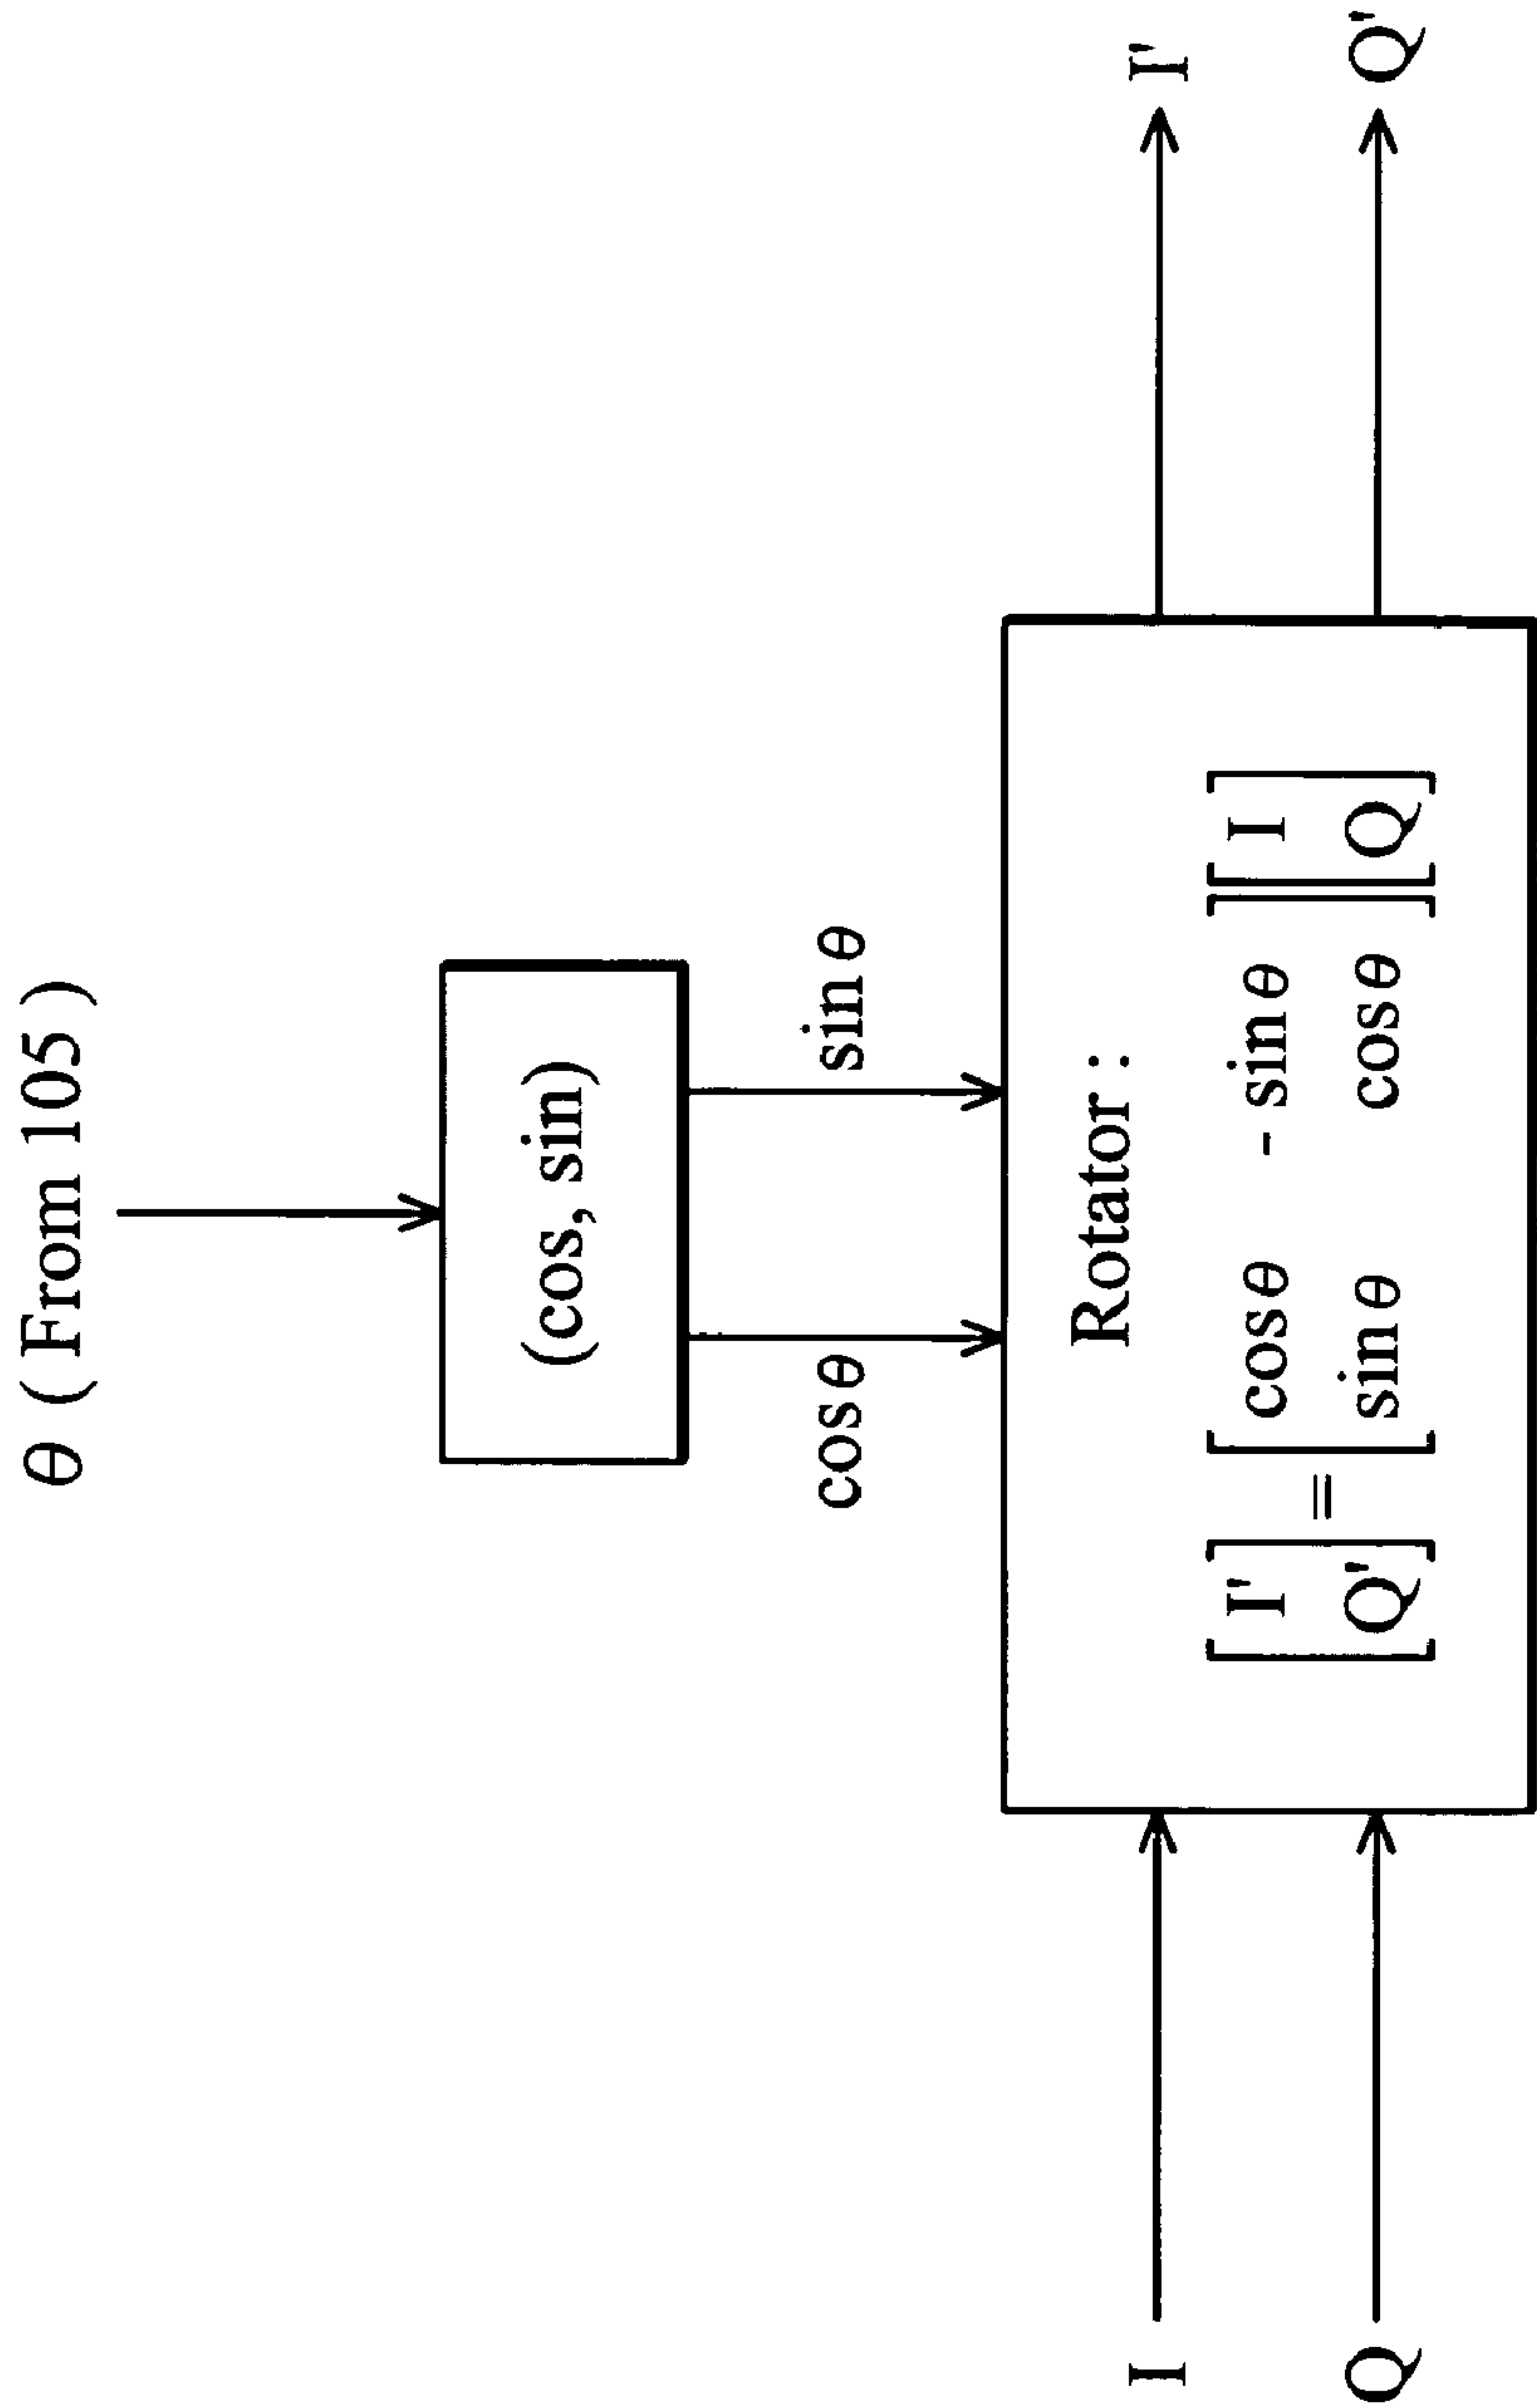 θ ( From 105 )
(cos, sin)
cosθ
sinθ
Rotator :
I
I'
[ I' ] [ cosθ - sinθ ] [ I ]
=
[ Q' ] [ sinθ cosθ ] [ Q ]
Q
Q'